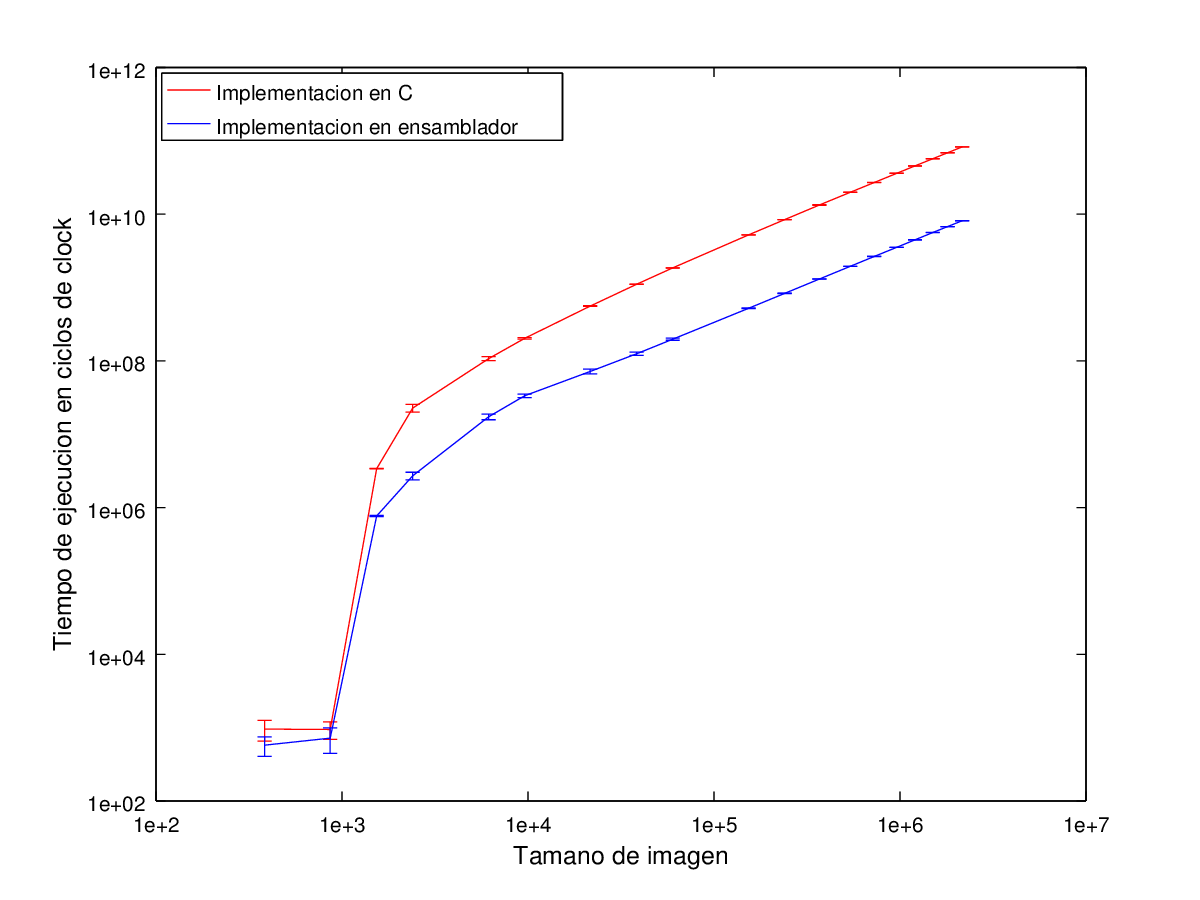 1e+12
Implementacion en C
Implementacion en ensamblador
1e+10
1e+08
1e+06
1e+04
1e+02
Tiempo de ejecucion en ciclos de clock
1e+2 1e+3 1e+4 1e+5 1e+6 1e+7
Tamano de imagen